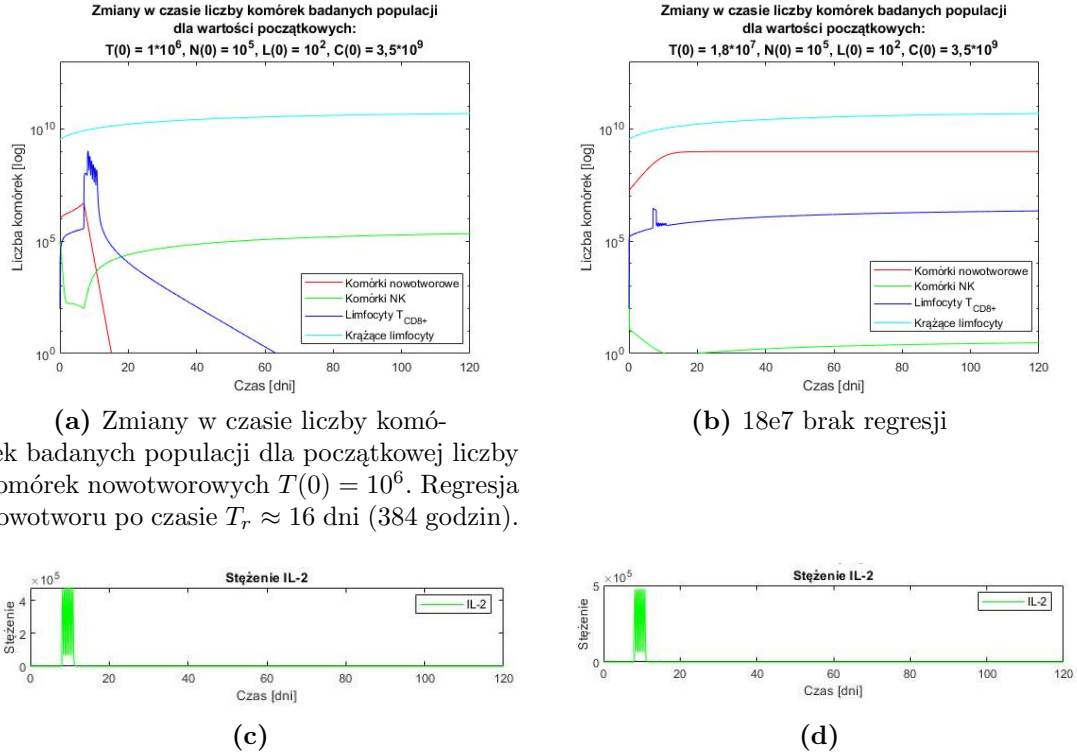 Zmiany w czasie liczby komórek badanych populacji
dla wartości początkowych:
T(0) = 1*10^6, N(0) = 10^5, L(0) = 10^2, C(0) = 3,5*10^9
Liczba komórek [log]
10^10
10^5
10^0
0 20 40 60 80 100 120
Czas [dni]
Komórki nowotworowe
Komórki NK
Limfocyty T_CD8+
Krążące limfocyty
Zmiany w czasie liczby komórek badanych populacji
dla wartości początkowych:
T(0) = 1,8*10^7, N(0) = 10^5, L(0) = 10^2, C(0) = 3,5*10^9
Liczba komórek [log]
10^10
10^5
10^0
0 20 40 60 80 100 120
Czas [dni]
Komórki nowotworowe
Komórki NK
Limfocyty T_CD8+
Krążące limfocyty
(a) Zmiany w czasie liczby komó-
ek badanych populacji dla początkowej liczby
omórek nowotworowych T(0) = 10^6. Regresja
owotworu po czasie T_r ≈ 16 dni (384 godzin).
(b) 18e7 brak regresji
Stężenie IL-2
×10^5
Stężenie
4
2
0
IL-2
0 20 40 60 80 100 120
Czas [dni]
(c)
Stężenie IL-2
×10^5
Stężenie
5
0
IL-2
0 20 40 60 80 100 120
Czas [dni]
(d)